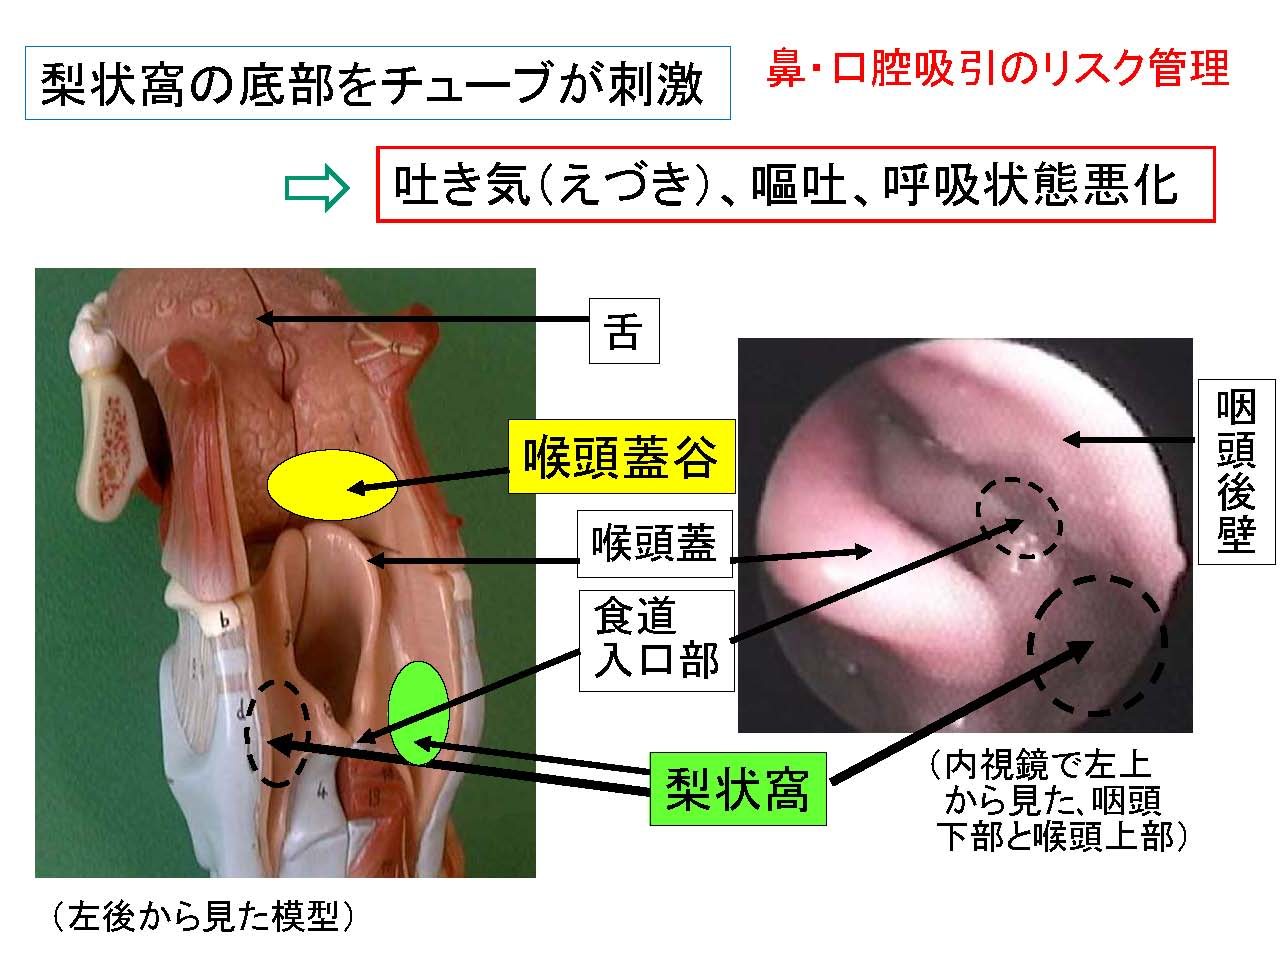 梨状窩の底部をチューブが刺激
鼻・口腔吸引のリスク管理
吐き気（えづき）、嘔吐、呼吸状態悪化
舌
喉頭蓋谷
喉頭蓋
食道
入口部
梨状窩
咽頭後壁
（左後から見た模型）
（内視鏡で左上
から見た、咽頭
下部と喉頭上部）
b
3
d
4
13